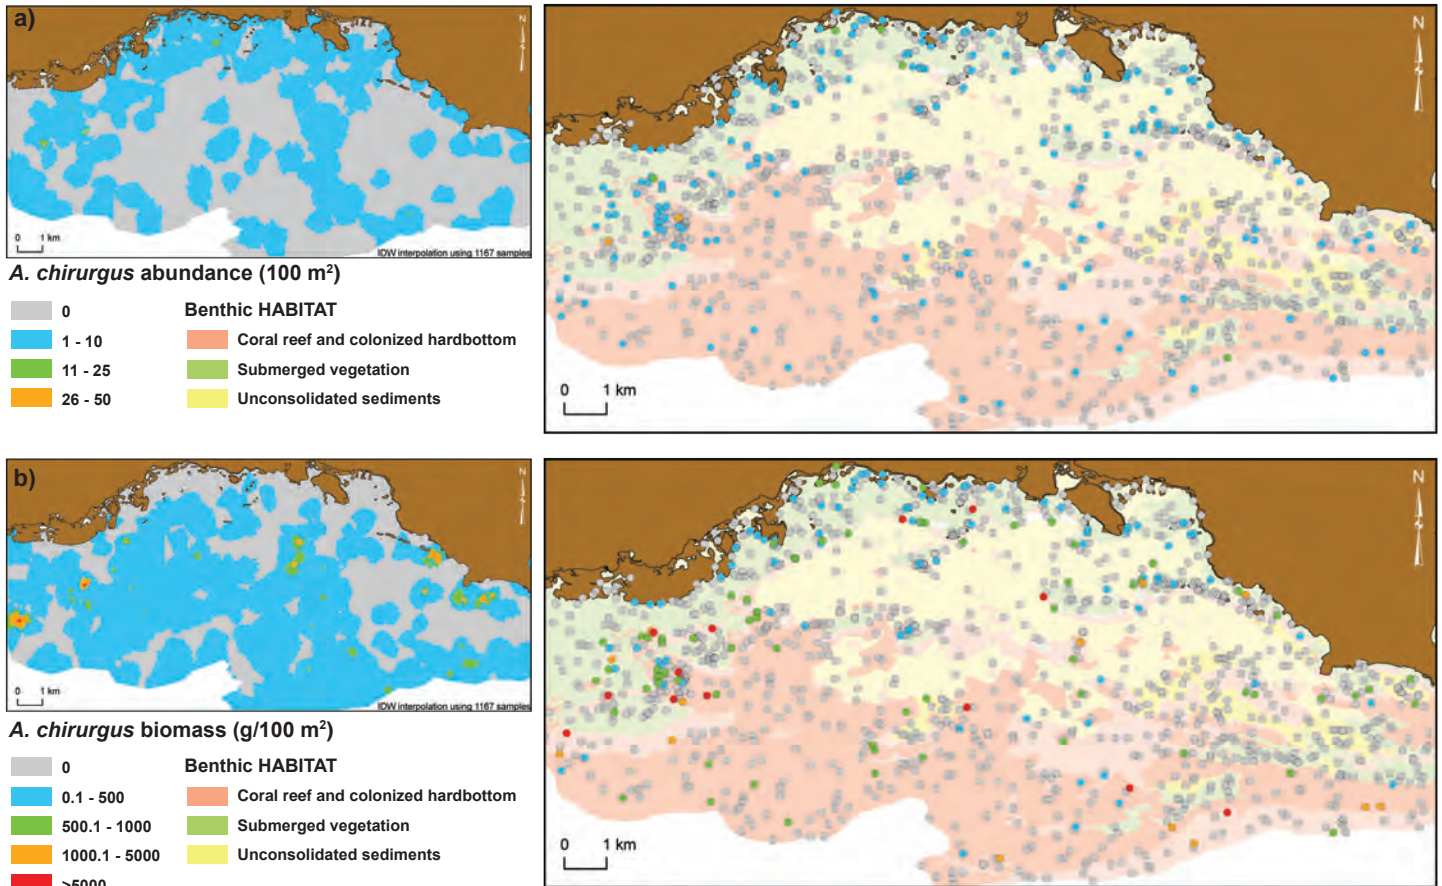 a)
N
0 1 km
IDW interpolation using 1167 samples
N
0 1 km
A. chirurgus abundance (100 m²)
0
Benthic HABITAT
1 - 10
Coral reef and colonized hardbottom
11 - 25
Submerged vegetation
26 - 50
Unconsolidated sediments
b)
N
0 1 km
IDW interpolation using 1167 samples
N
0 1 km
A. chirurgus biomass (g/100 m²)
0
Benthic HABITAT
0.1 - 500
Coral reef and colonized hardbottom
500.1 - 1000
Submerged vegetation
1000.1 - 5000
Unconsolidated sediments
>5000